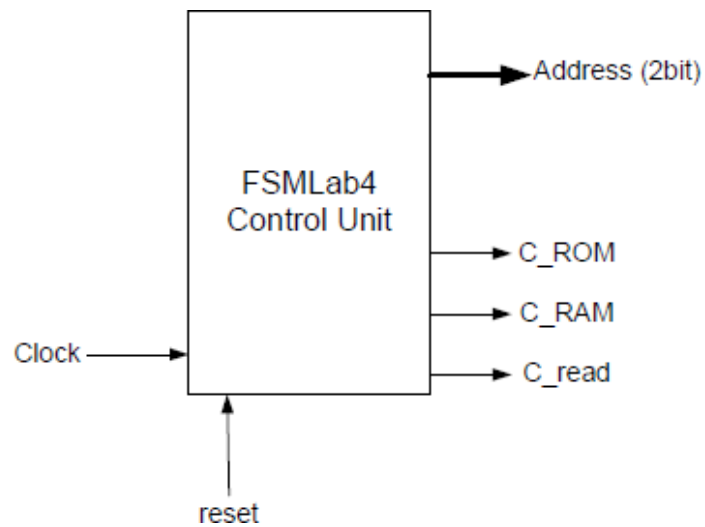 Address (2bit)
FSMLab4
Control Unit
C_ROM
C_RAM
Clock
C_read
reset